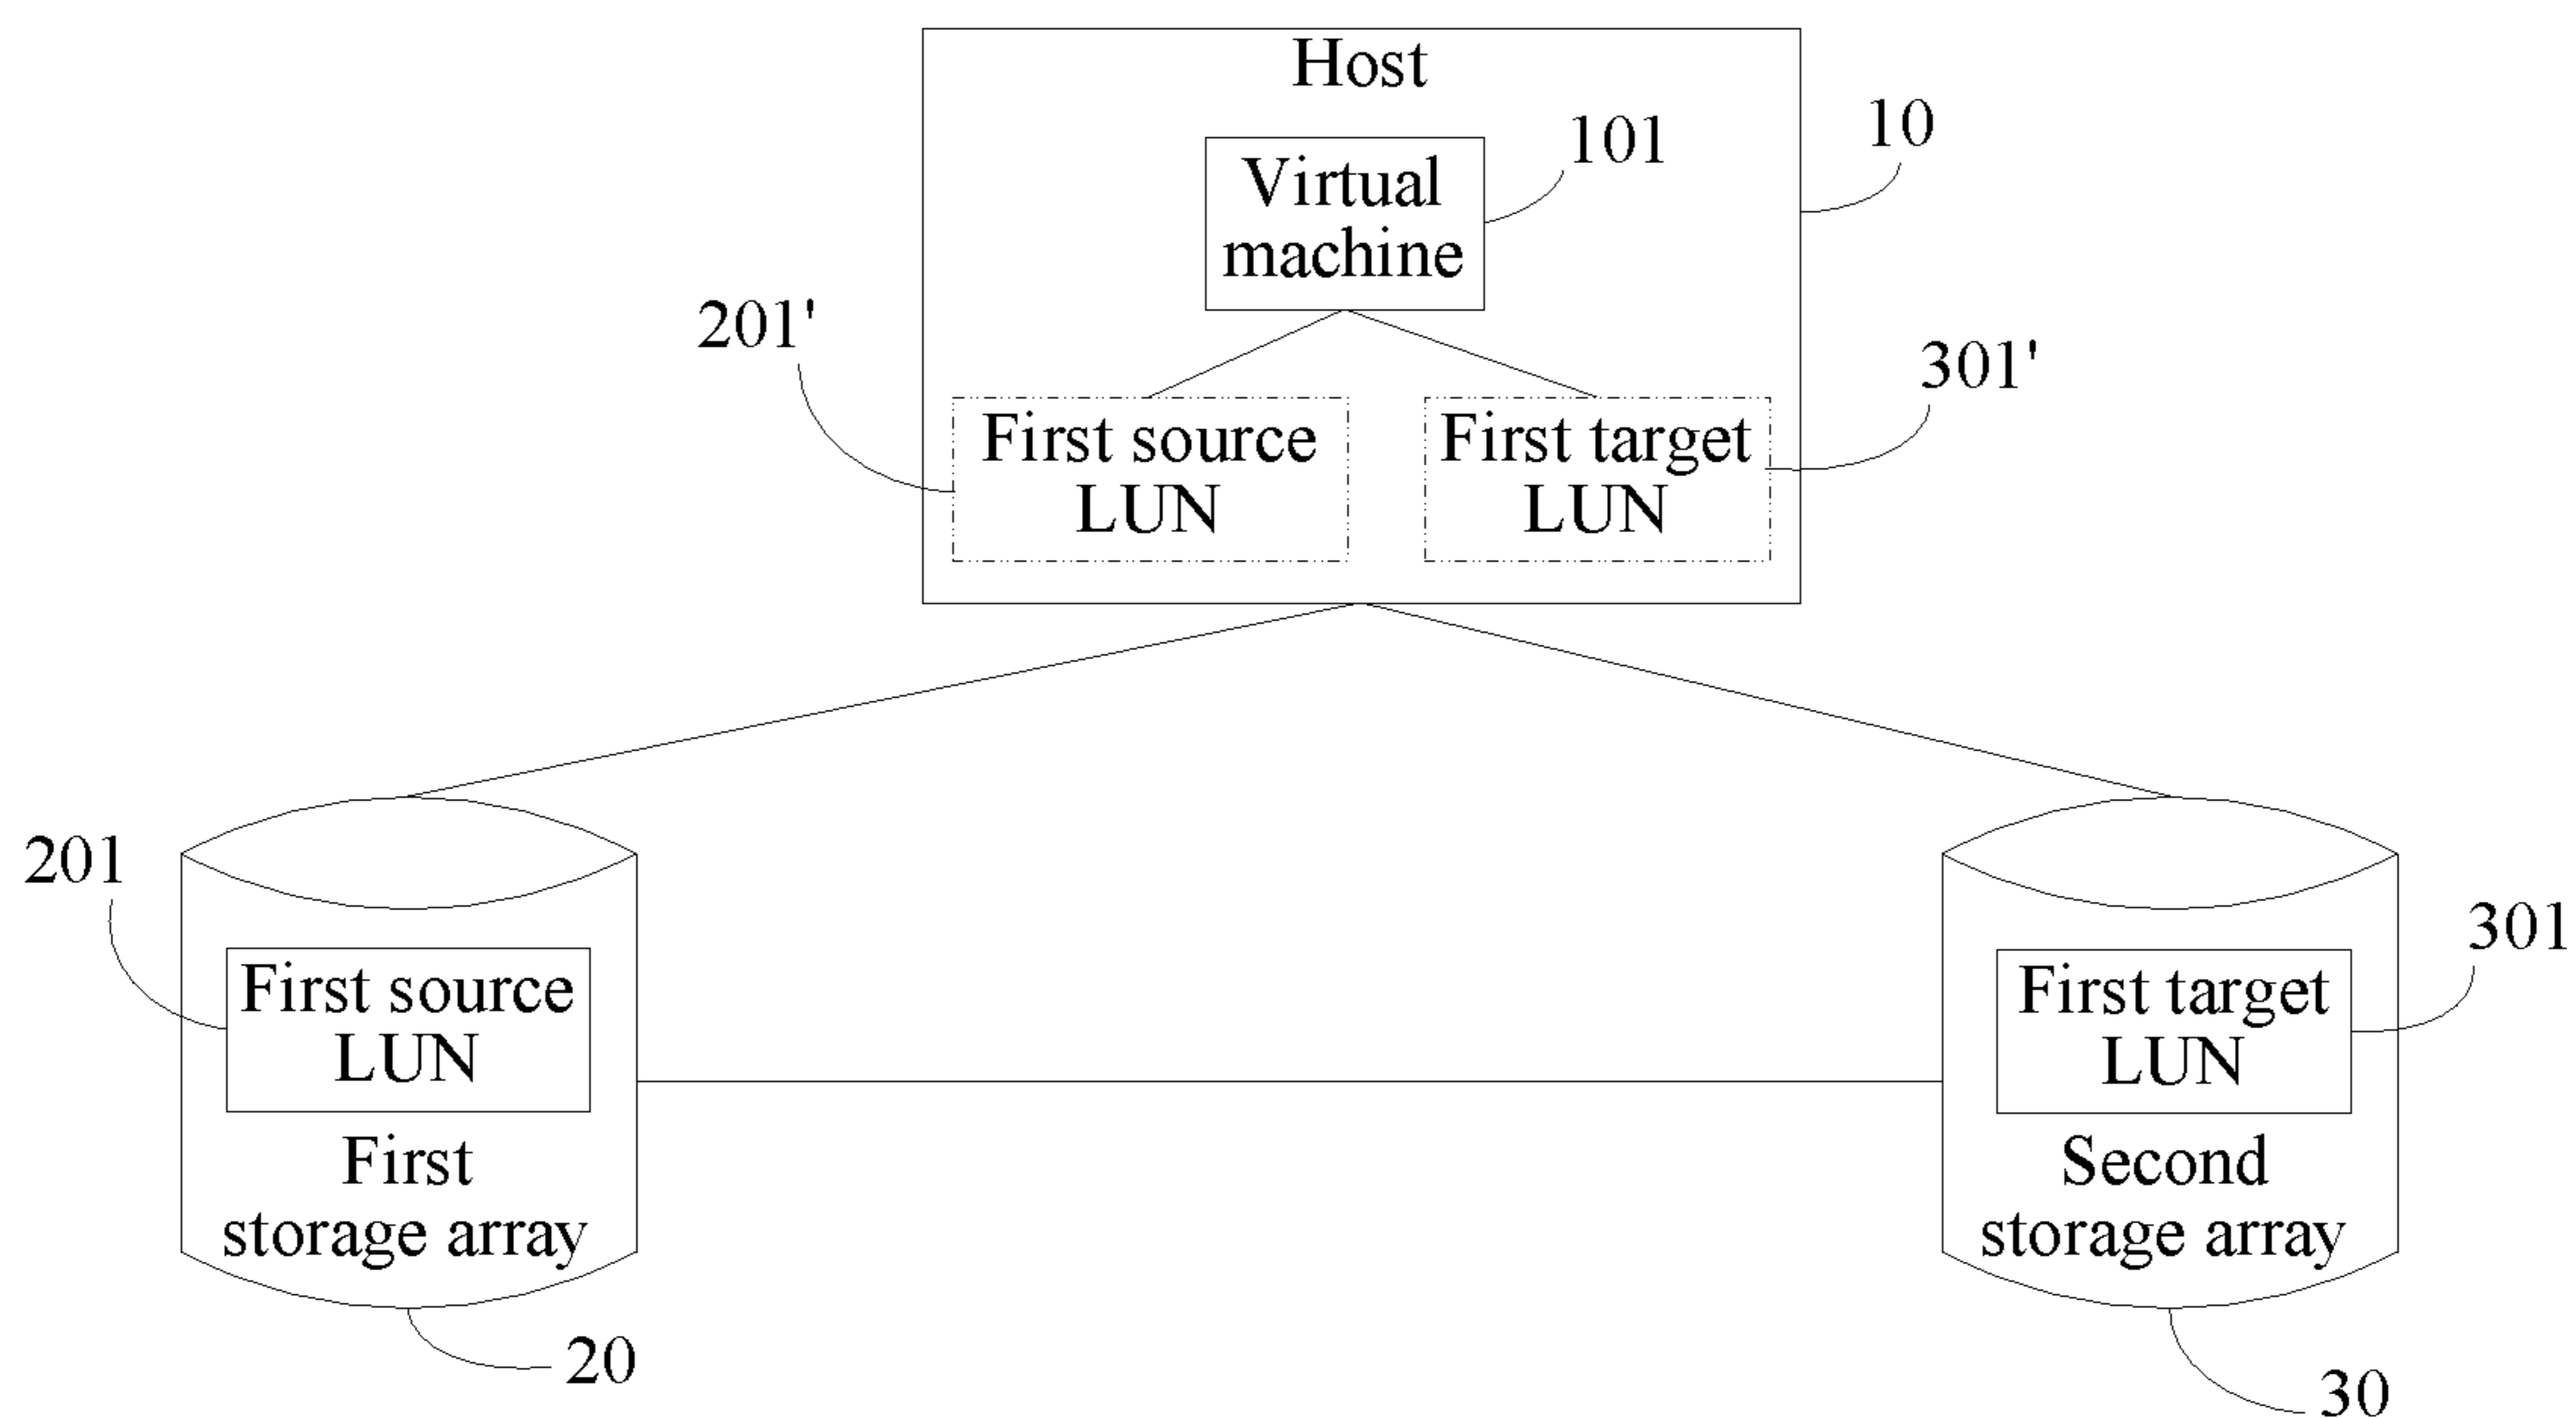 Host
10
101
Virtual
machine
201'
301'
First source
LUN
First target
LUN
201
301
First source
LUN
First
storage array
First target
LUN
Second
storage array
20
30